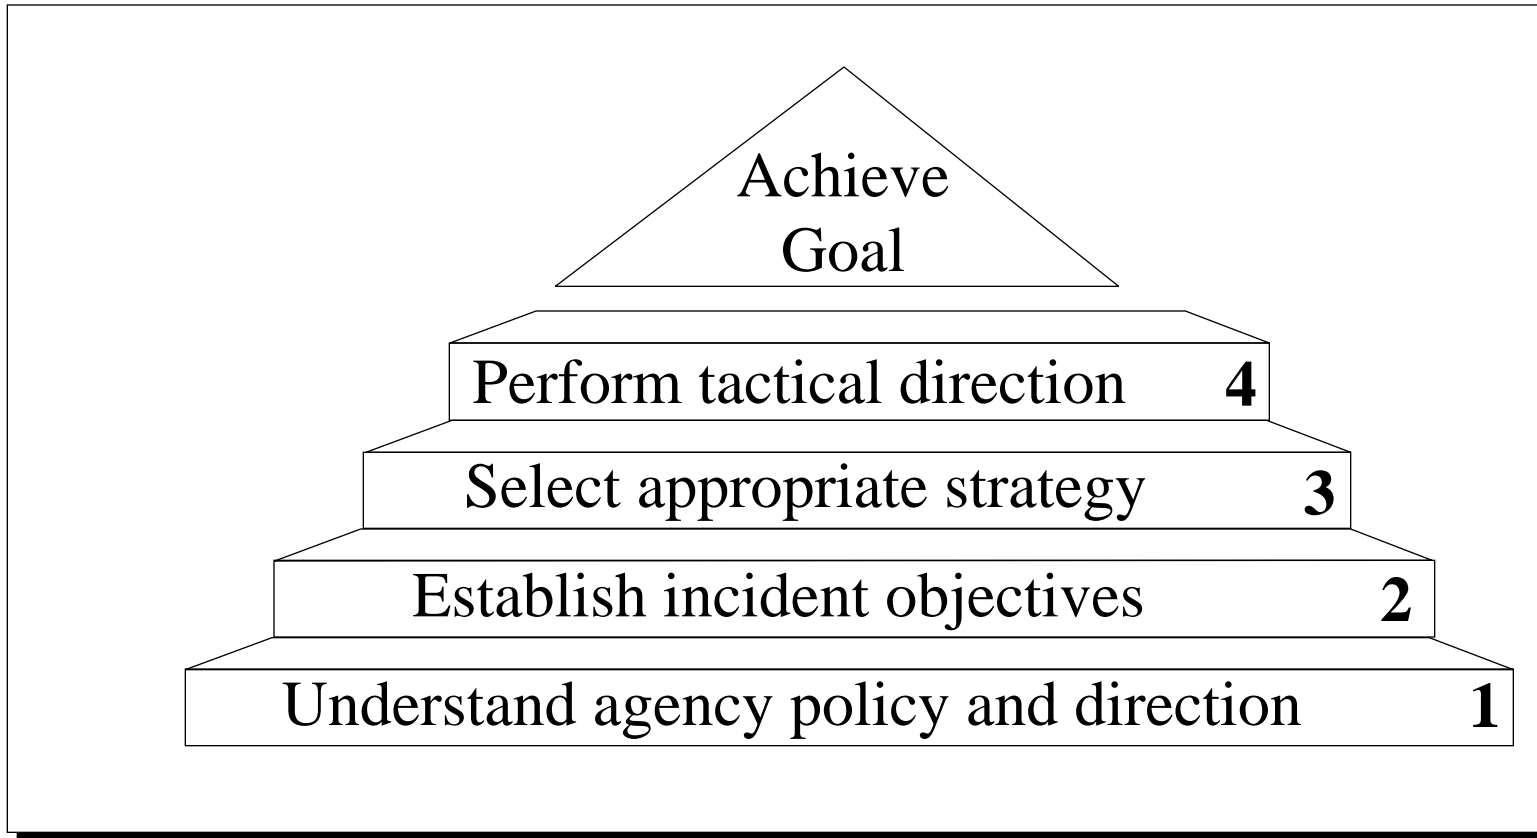 Achieve
Goal
Perform tactical direction 4
Select appropriate strategy 3
Establish incident objectives 2
Understand agency policy and direction 1